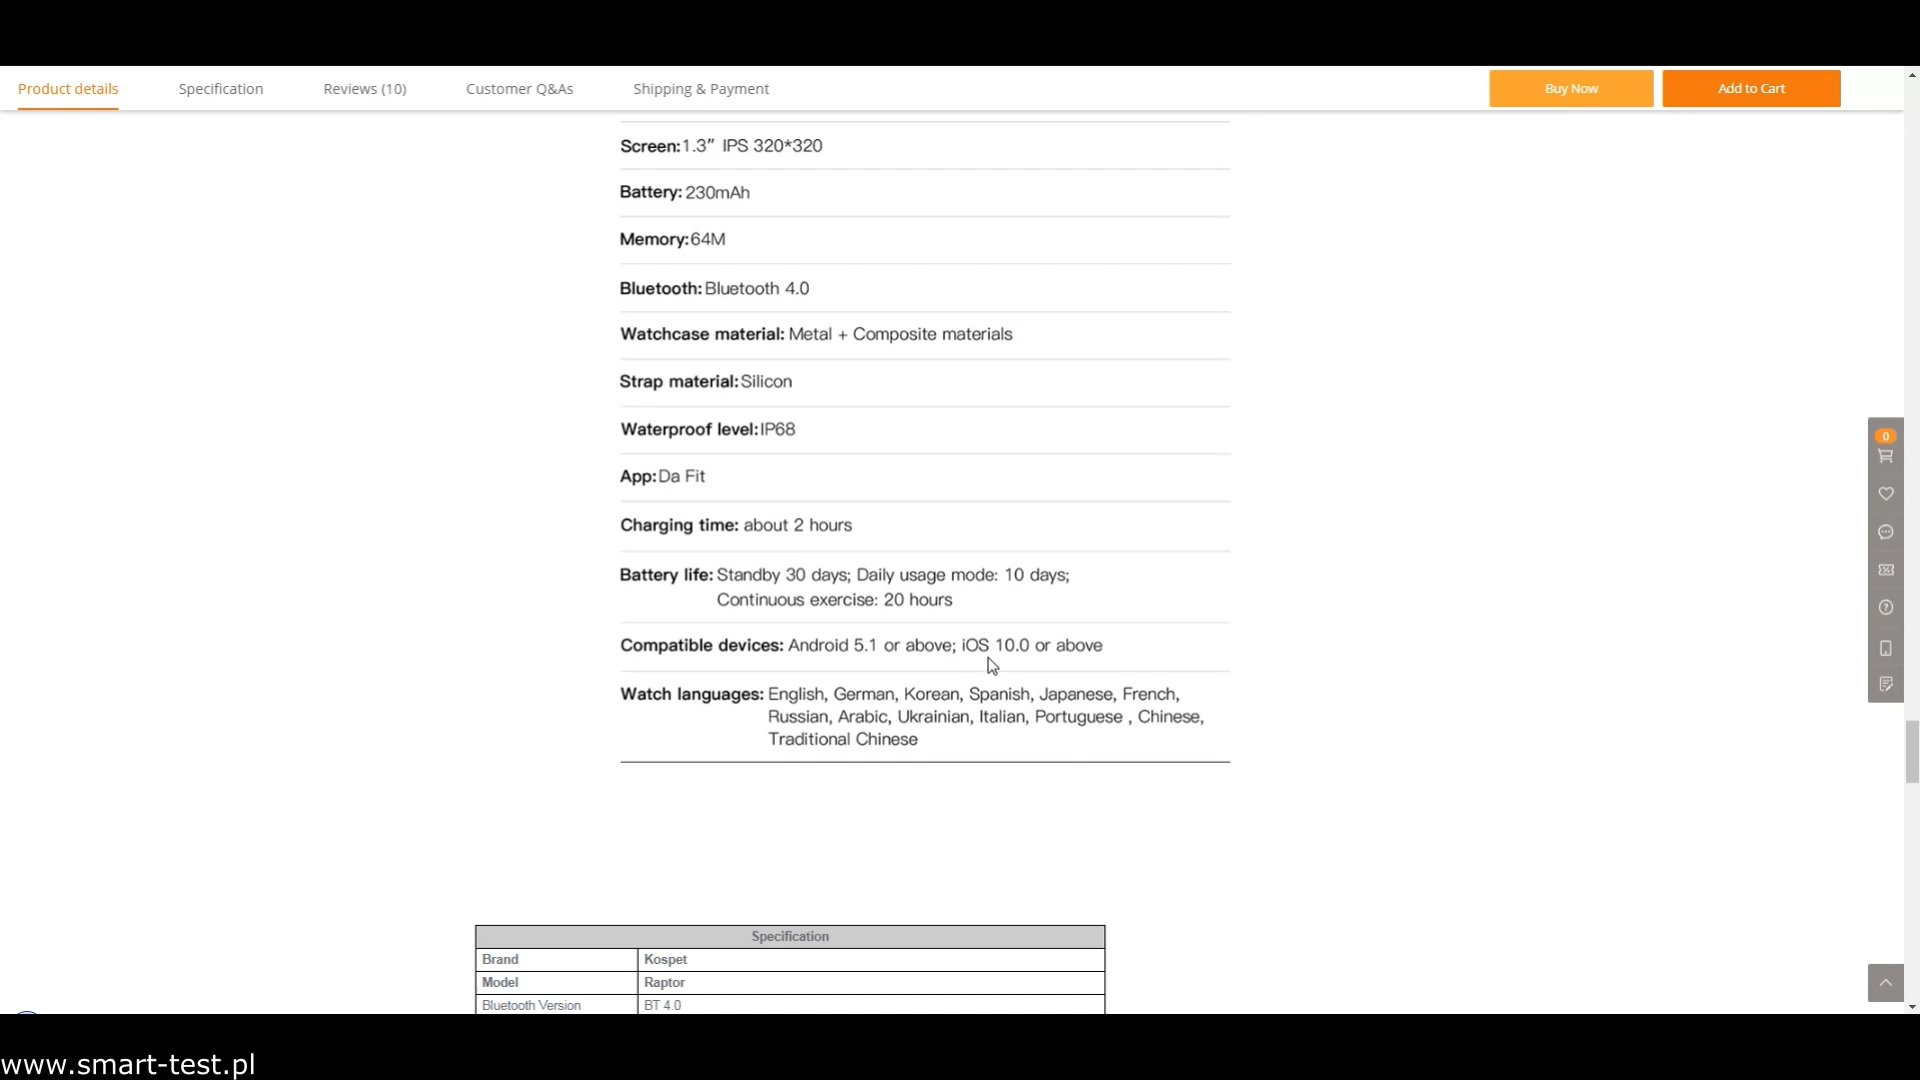 Product details
Specification
Reviews (10)
Customer Q&As
Shipping & Payment
Buy Now
Add to Cart
Screen:1.3" IPS 320*320
Battery: 230mAh
Memory:64M
Bluetooth: Bluetooth 4.0
Watchcase material: Metal + Composite materials
Strap material:Silicon
Waterproof level:IP68
0
App:Da Fit
Charging time: about 2 hours
Battery life: Standby 30 days; Daily usage mode: 10 days;
Continuous exercise: 20 hours
Compatible devices: Android 5.1 or above; iOS 10.0 or above
Watch languages: English, German, Korean, Spanish, Japanese, French,
Russian, Arabic, Ukrainian, Italian, Portuguese , Chinese,
Traditional Chinese
Specification
Brand Kospet
Model Raptor
Bluetooth Version BT 4.0
www.smart-test.pl